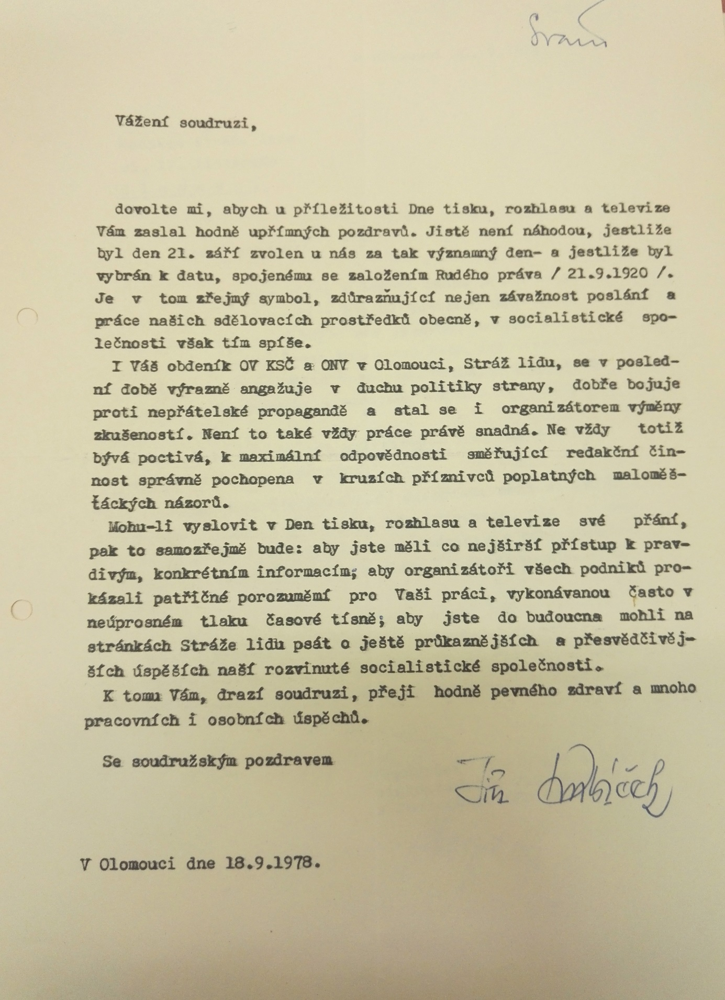 Vážení soudruzi,
dovolte mi, abych u příležitosti Dne tisku, rozhlasu a televize
Vám zaslal hodně upřímných pozdravů. Jistě není náhodou, jestliže
byl den 21. září zvolen u nás za tak významný den- a jestliže byl
vybrán k datu, spojenému se založením Rudého práva / 21.9.1920 /.
Je v tom zřejmý symbol, zdůrazňující nejen závažnost poslání a
práce našich sdělovacích prostředků obecně, v socialistické spo-
lečnosti však tím spíše.
I Váš obdeník OV KSČ a ONV v Olomouci, Stráž lidu, se v posled-
ní době výrazně angažuje v duchu politiky strany, dobře bojuje
proti nepřátelské propagandě a stal se i organizátorem výměny
zkušeností. Není to také vždy práce právě snadná. Ne vždy totiž
bývá poctivá, k maximální odpovědnosti směřující redakční čin-
nost správně pochopena v kruzích příznivců poplatných maloměš-
ťáckých názorů.
Mohu-li vyslovit v Den tisku, rozhlasu a televize své přání,
pak to samozřejmě bude: aby jste měli co nejširší přístup k prav-
divým, konkrétním informacím; aby organizátoři všech podniků pro-
kázali patřičné porozumění pro Vaši práci, vykonávanou často v
neúprosném tlaku časové tísně; aby jste do budoucna mohli na
stránkách Stráže lidu psát o ještě průkaznějších a přesvědčivěj-
ších úspěších naší rozvinuté socialistické společnosti.
K tomu Vám, drazí soudruzi, přeji hodně pevného zdraví a mnoho
pracovních i osobních úspěchů.
Se soudružským pozdravem
Jiří
V Olomouci dne 18.9.1978.